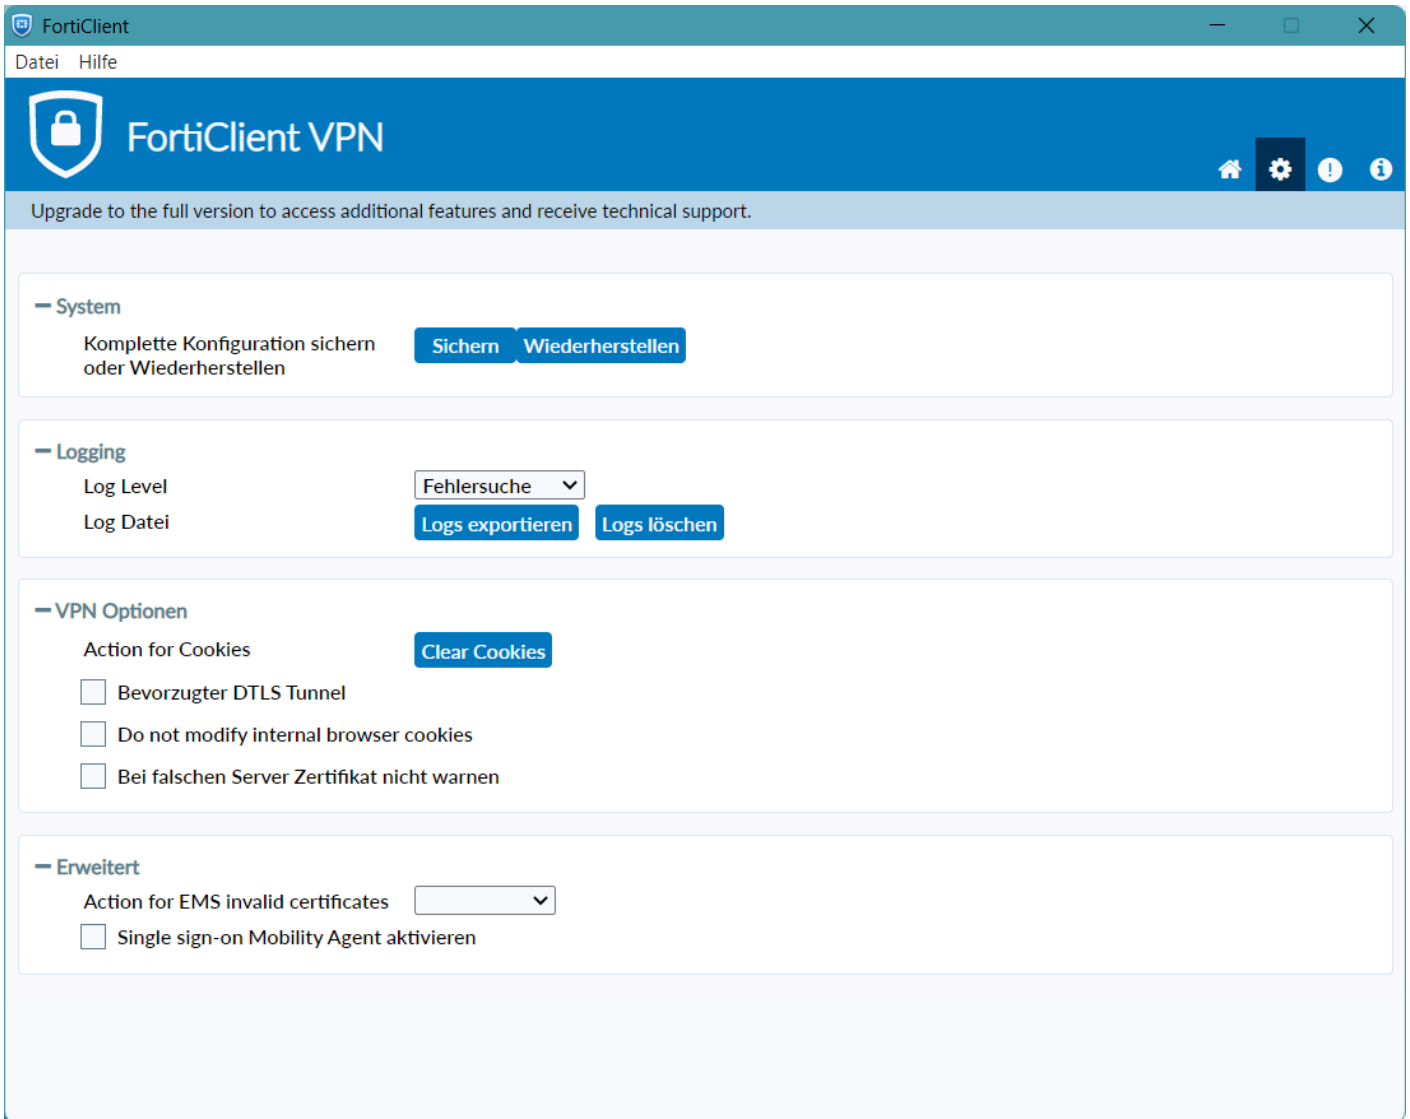 FortiClient
Datei Hilfe
FortiClient VPN
Upgrade to the full version to access additional features and receive technical support.
System
Komplette Konfiguration sichern
oder Wiederherstellen
Sichern Wiederherstellen
Logging
Log Level Fehlersuche
Log Datei Logs exportieren Logs löschen
VPN Optionen
Action for Cookies Clear Cookies
Bevorzugter DTLS Tunnel
Do not modify internal browser cookies
Bei falschen Server Zertifikat nicht warnen
Erweitert
Action for EMS invalid certificates
Single sign-on Mobility Agent aktivieren